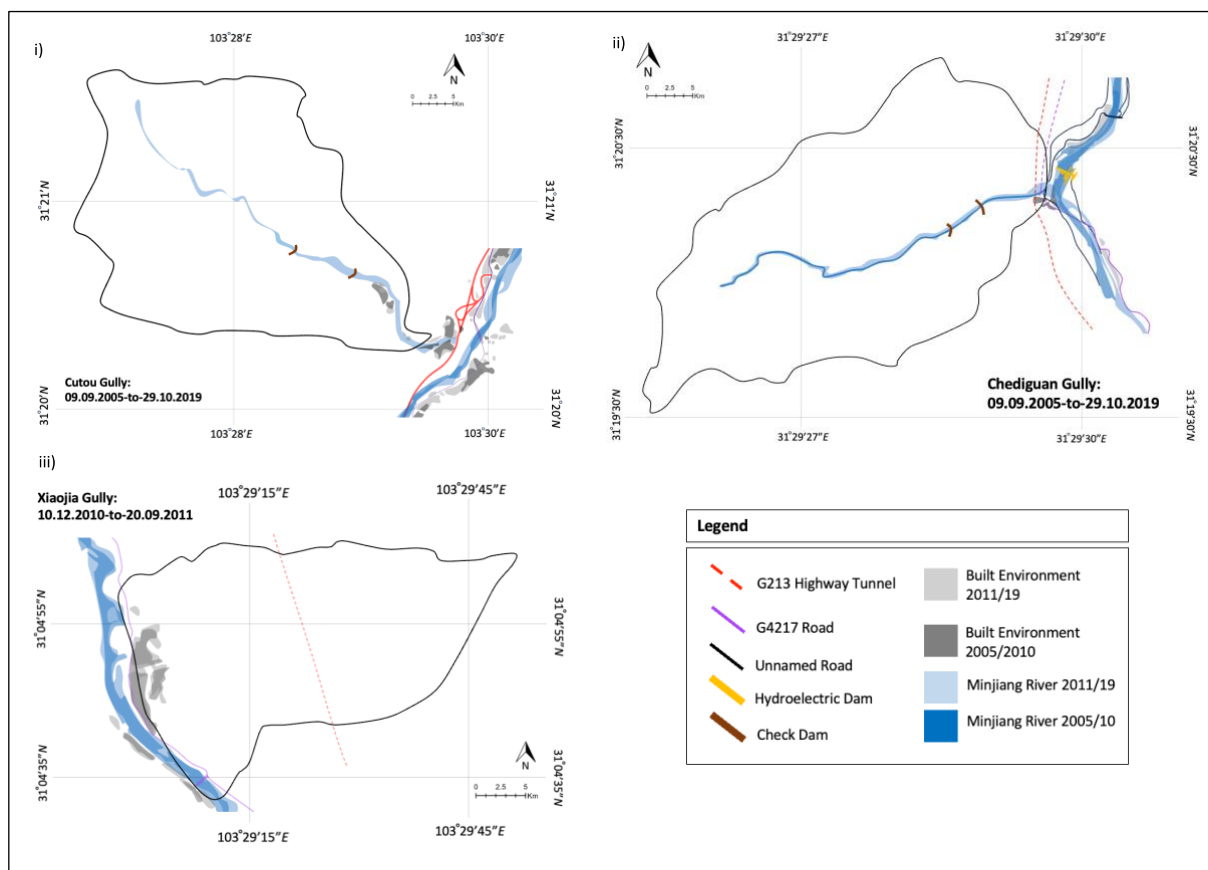 i)
103°28'E
103°30'E
N
0 2.5 5
Km
31°21'N
31°21'N
Cutou Gully:
09.09.2005-to-29.10.2019
31°20'N
31°20'N
103°28'E
103°30'E
ii)
31°29'27"E
31°29'30"E
N
0 2.5 5
Km
31°20'30"N
31°20'30"N
Chediguan Gully:
09.09.2005-to-29.10.2019
31°19'30"N
31°19'30"N
31°29'27"E
31°29'30"E
iii)
Xiaojia Gully:
10.12.2010-to-20.09.2011
103°29'15"E
103°29'45"E
31°04'55"N
31°04'55"N
N
0 2.5 5
Km
31°04'35"N
31°04'35"N
103°29'15"E
103°29'45"E
Legend
G213 Highway Tunnel
G4217 Road
Unnamed Road
Hydroelectric Dam
Check Dam
Built Environment
2011/19
Built Environment
2005/2010
Minjiang River 2011/19
Minjiang River 2005/10